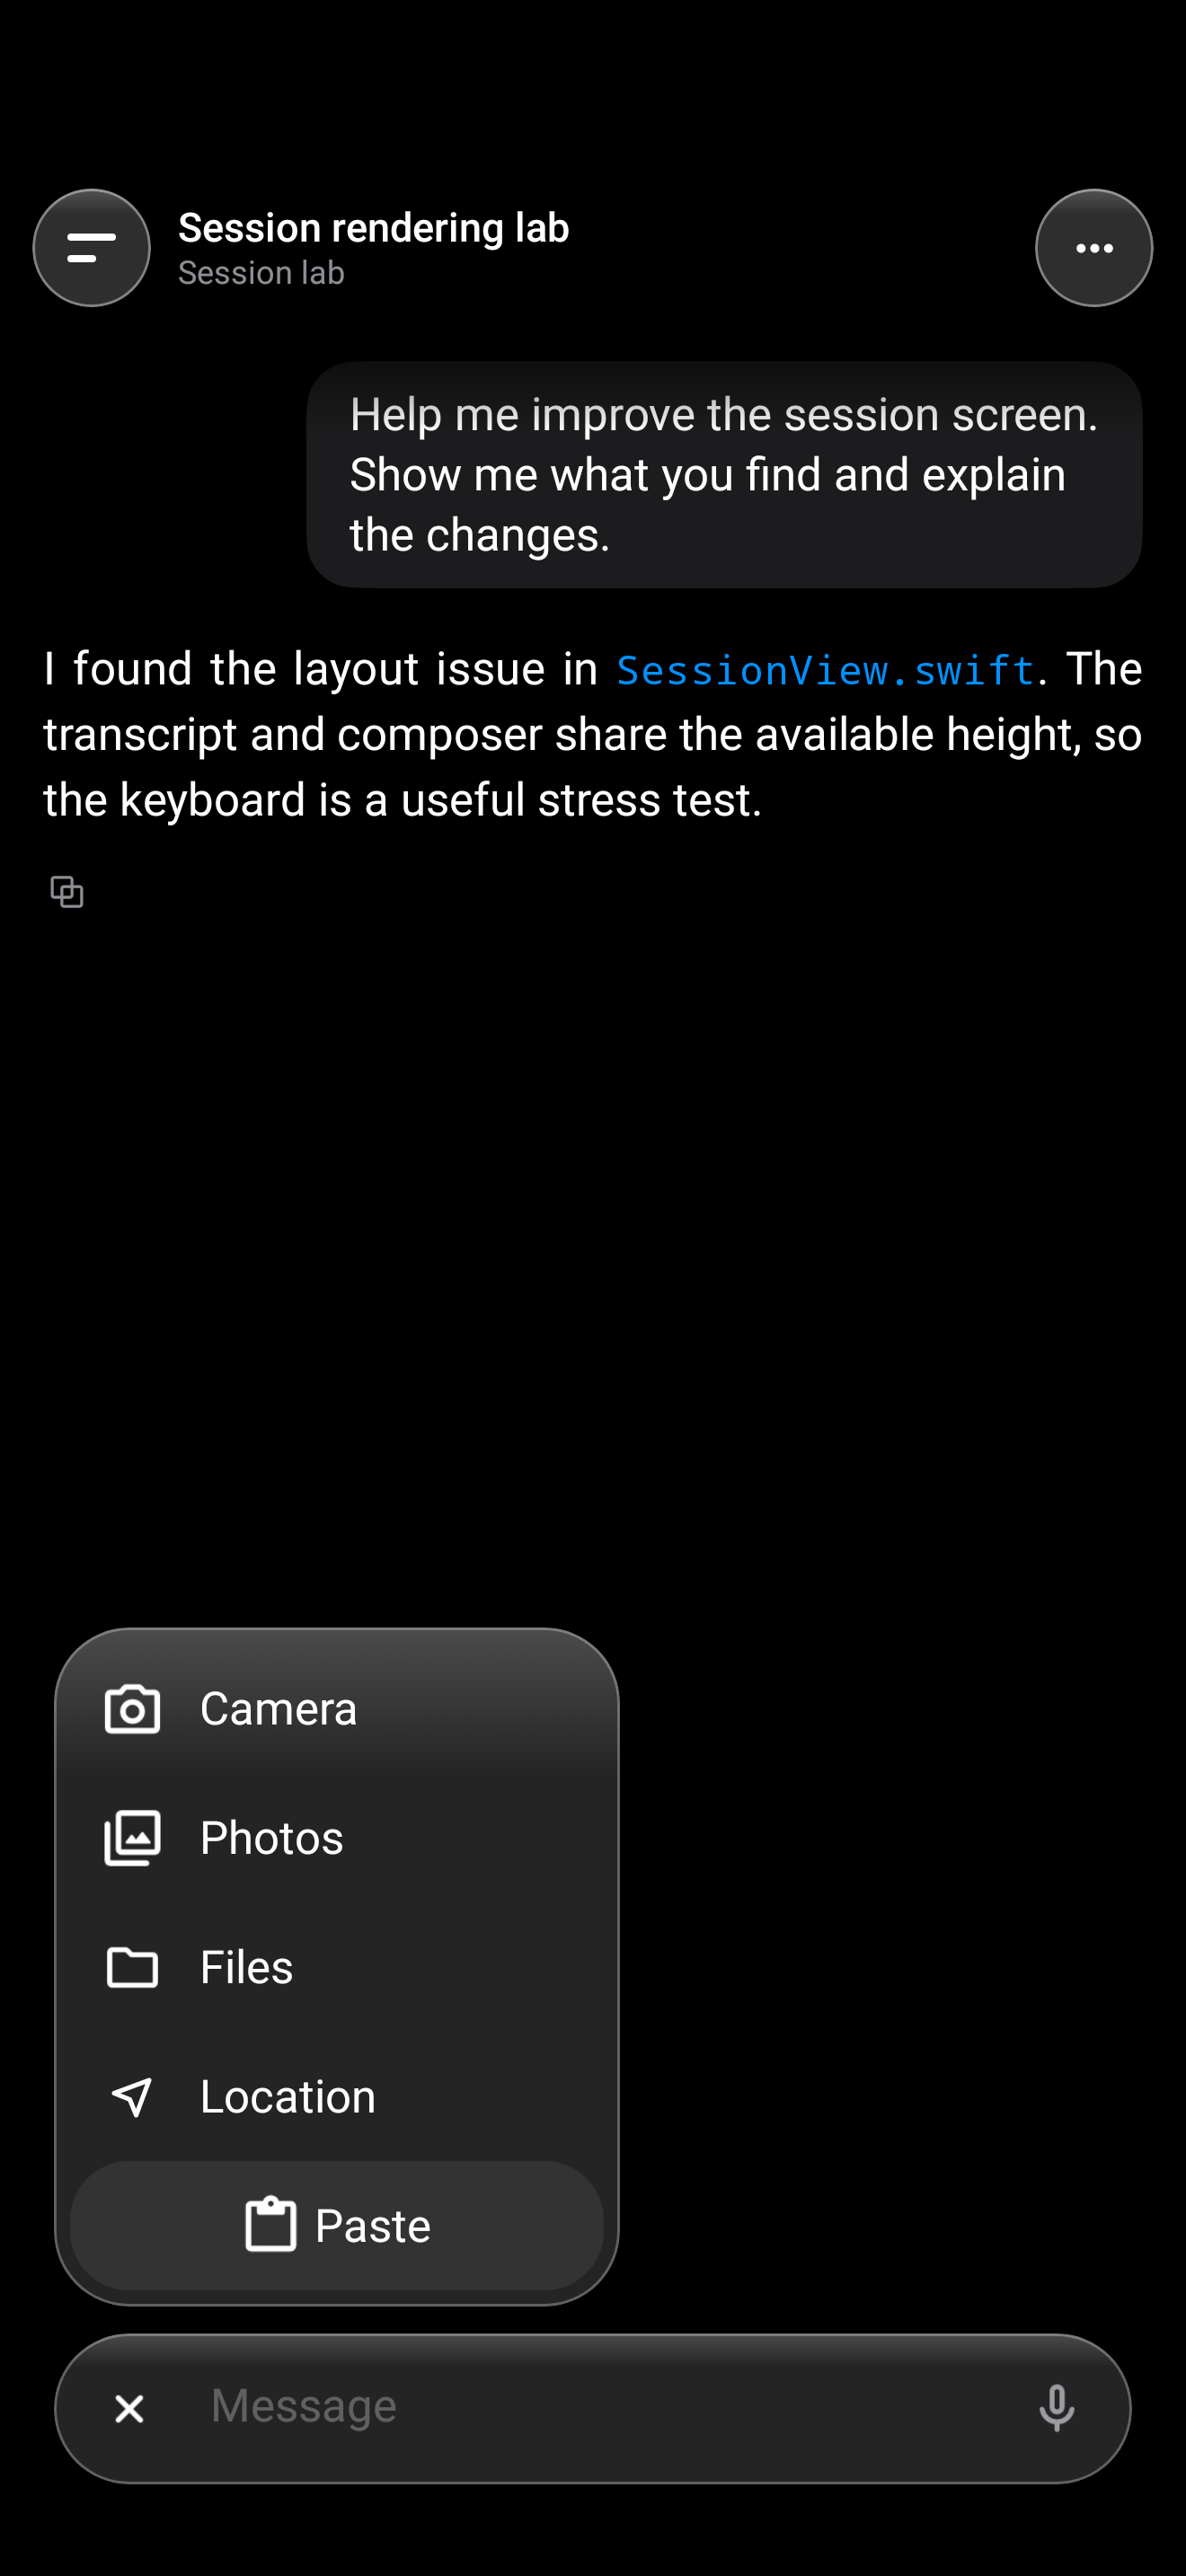 Session rendering lab
Session lab
Help me improve the session screen.
Show me what you find and explain
the changes.
I found the layout issue in SessionView.swift. The
transcript and composer share the available height, so
the keyboard is a useful stress test.
Camera
Photos
Files
Location
Paste
Message